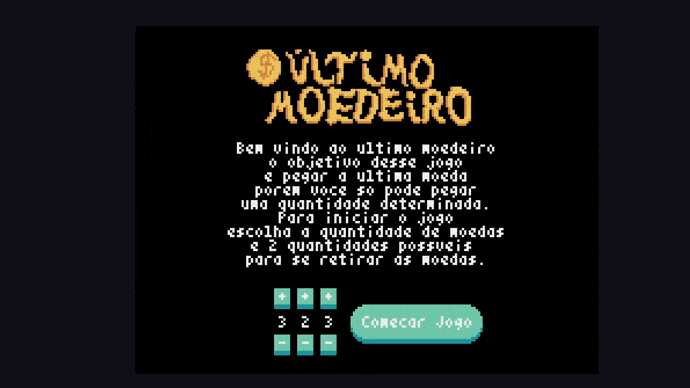 $ ÚLTIMO
MOEDEIRO
Bem vindo ao ultimo moedeiro
o objetivo desse jogo
e pegar a ultima moeda
porem voce so pode pegar
uma quantidade determinada.
Para iniciar o jogo
escolha a quantidade de moedas
e 2 quantidades possveis
para se retirar as moedas.
+ + +
3 2 3
- - -
Comecar Jogo